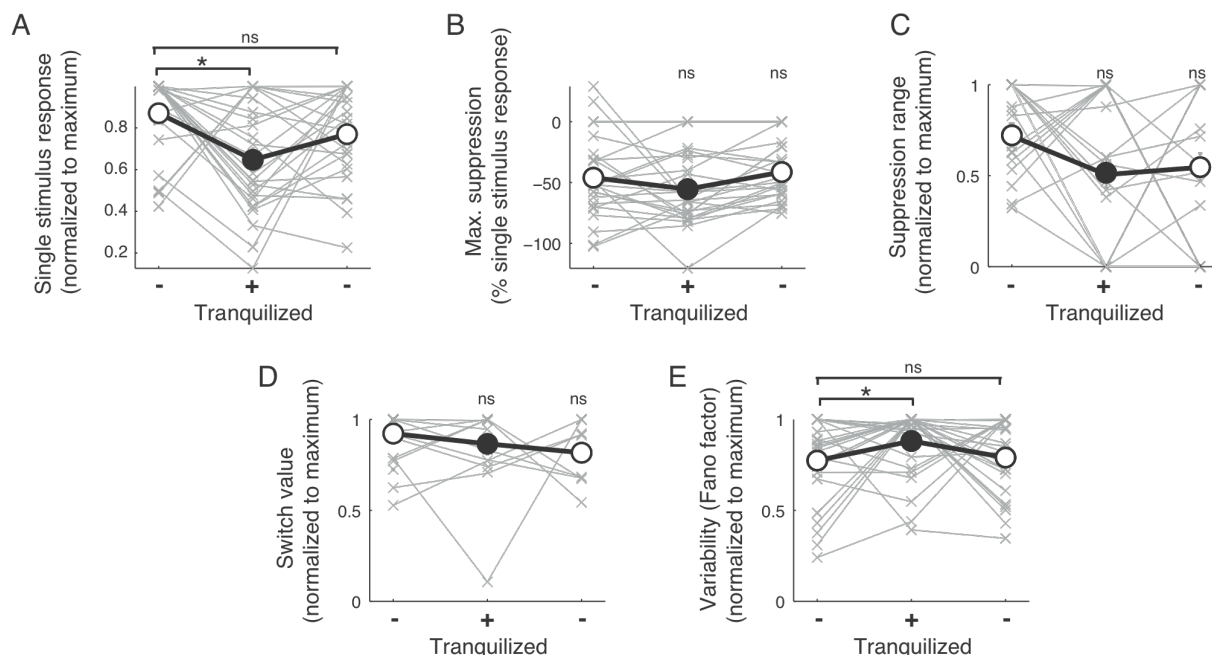 A
ns
*
Single stimulus response
(normalized to maximum)
0.8
0.6
0.4
0.2
- + -
Tranquilized
B
ns ns
Max. suppression
(% single stimulus response)
0
−50
−100
- + -
Tranquilized
C
ns ns
Suppression range
(normalized to maximum)
1
0.5
0
- + -
Tranquilized
D
ns ns
Switch value
(normalized to maximum)
1
0.5
0
- + -
Tranquilized
E
ns
*
Variability (Fano factor)
(normalized to maximum)
1
0.5
0
- + -
Tranquilized